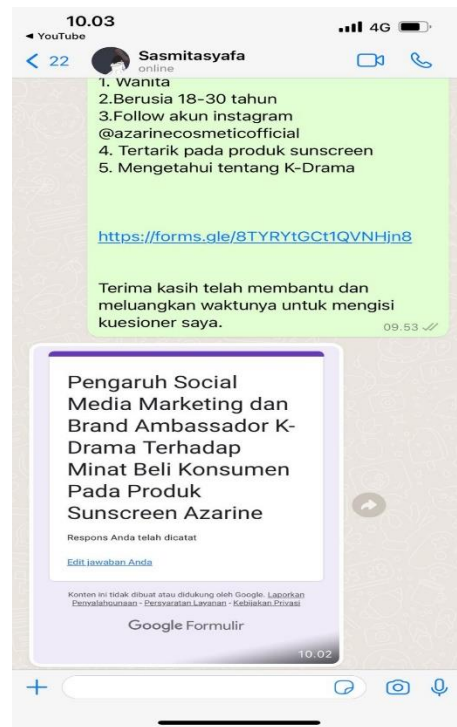 10.03
4G
◄ YouTube
22
Sasmitasyafa
online
1. Wanita
2.Berusia 18-30 tahun
3.Follow akun instagram
@azarinecosmeticofficial
4. Tertarik pada produk sunscreen
5. Mengetahui tentang K-Drama
https://forms.gle/8TYRYtGCt1QVNHjn8
Terima kasih telah membantu dan
meluangkan waktunya untuk mengisi
kuesioner saya.
09.53
Pengaruh Social
Media Marketing dan
Brand Ambassador K-
Drama Terhadap
Minat Beli Konsumen
Pada Produk
Sunscreen Azarine
Respons Anda telah dicatat
Edit jawaban Anda
Konten ini tidak dibuat atau didukung oleh Google. Laporkan
Penyalahgunaan - Persyaratan Layanan - Kebijakan Privasi
Google Formulir
10.02